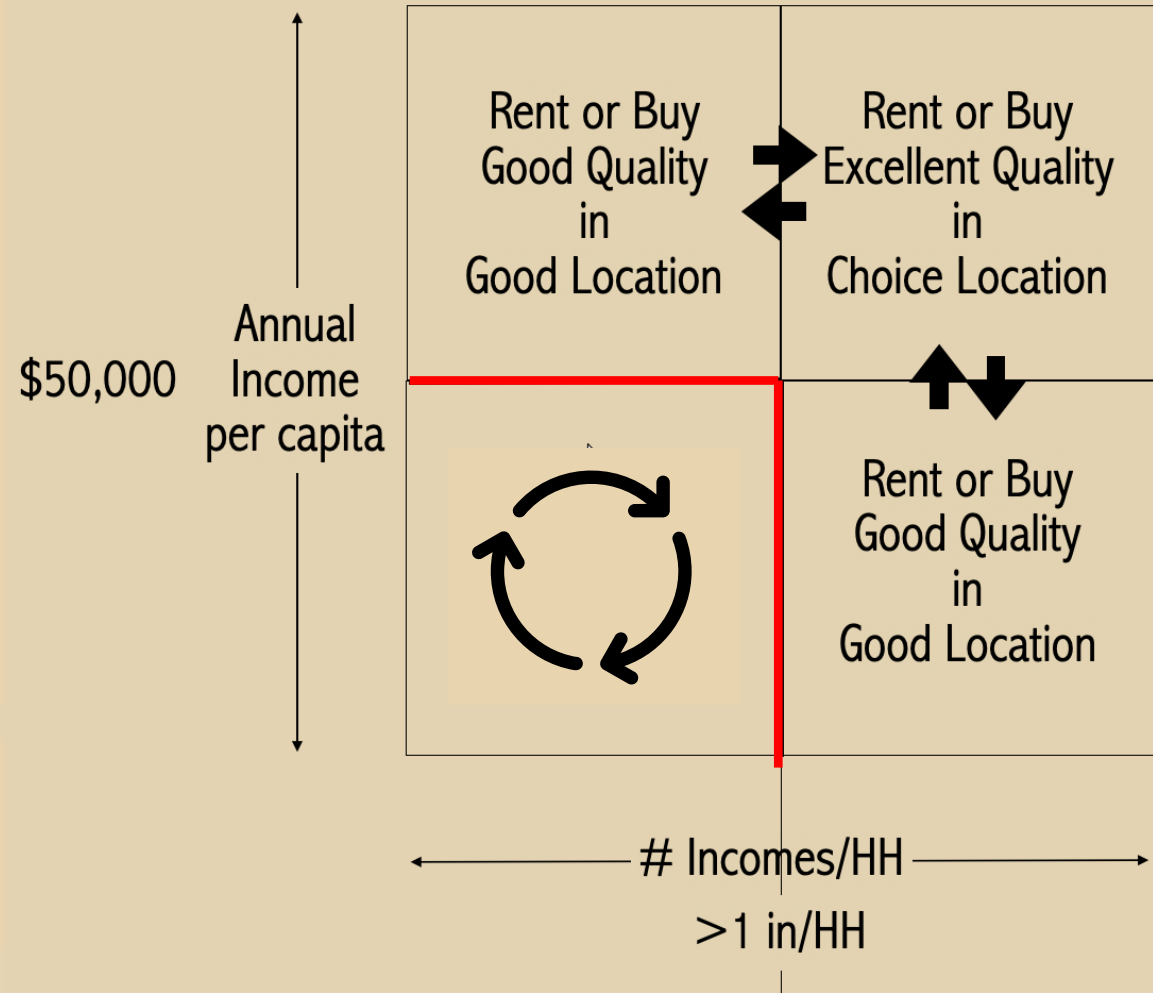 Rent or Buy
Good Quality
in
Good Location
Rent or Buy
Excellent Quality
in
Choice Location
$50,000
Annual
Income
per capita
Rent or Buy
Good Quality
in
Good Location
# Incomes/HH
>1 in/HH